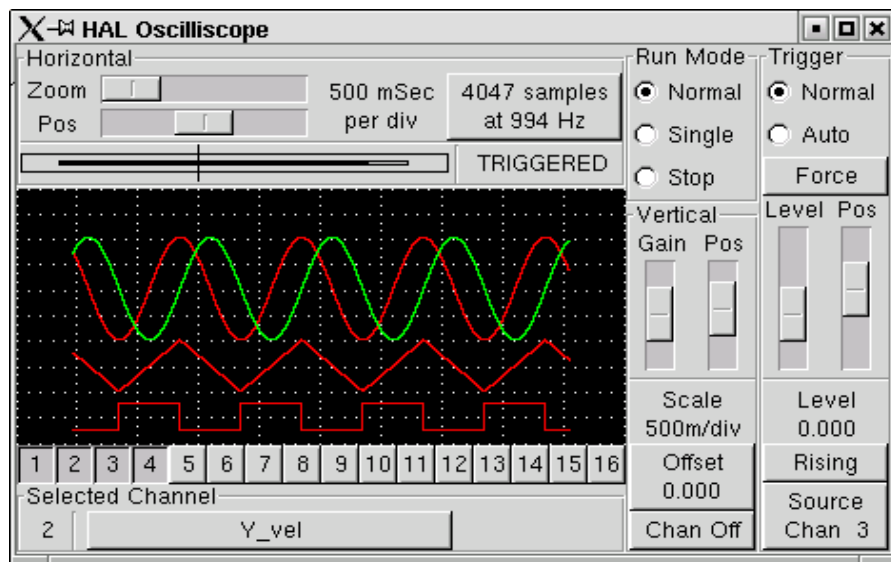 HAL Oscilliscope
Horizontal
Zoom
Pos
500 mSec
per div
4047 samples
at 994 Hz
TRIGGERED
Run Mode
Normal
Single
Stop
Trigger
Normal
Auto
Force
Vertical
Gain Pos
Scale
500m/div
Offset
0.000
Chan Off
Level Pos
Level
0.000
Rising
Source
Chan 3
1 2 3 4 5 6 7 8 9 10 11 12 13 14 15 16
Selected Channel
2 Y_vel